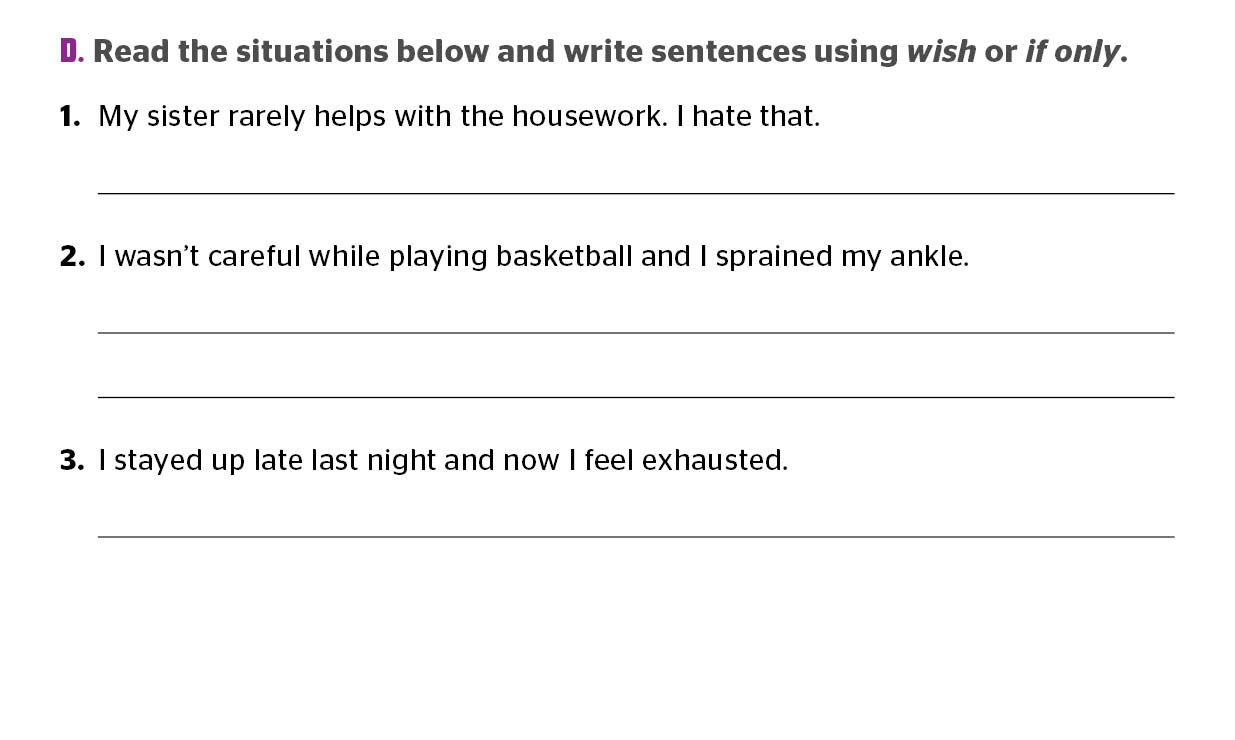 D. Read the situations below and write sentences using wish or if only.
1. My sister rarely helps with the housework. I hate that.
2. I wasn’t careful while playing basketball and I sprained my ankle.
3. I stayed up late last night and now I feel exhausted.